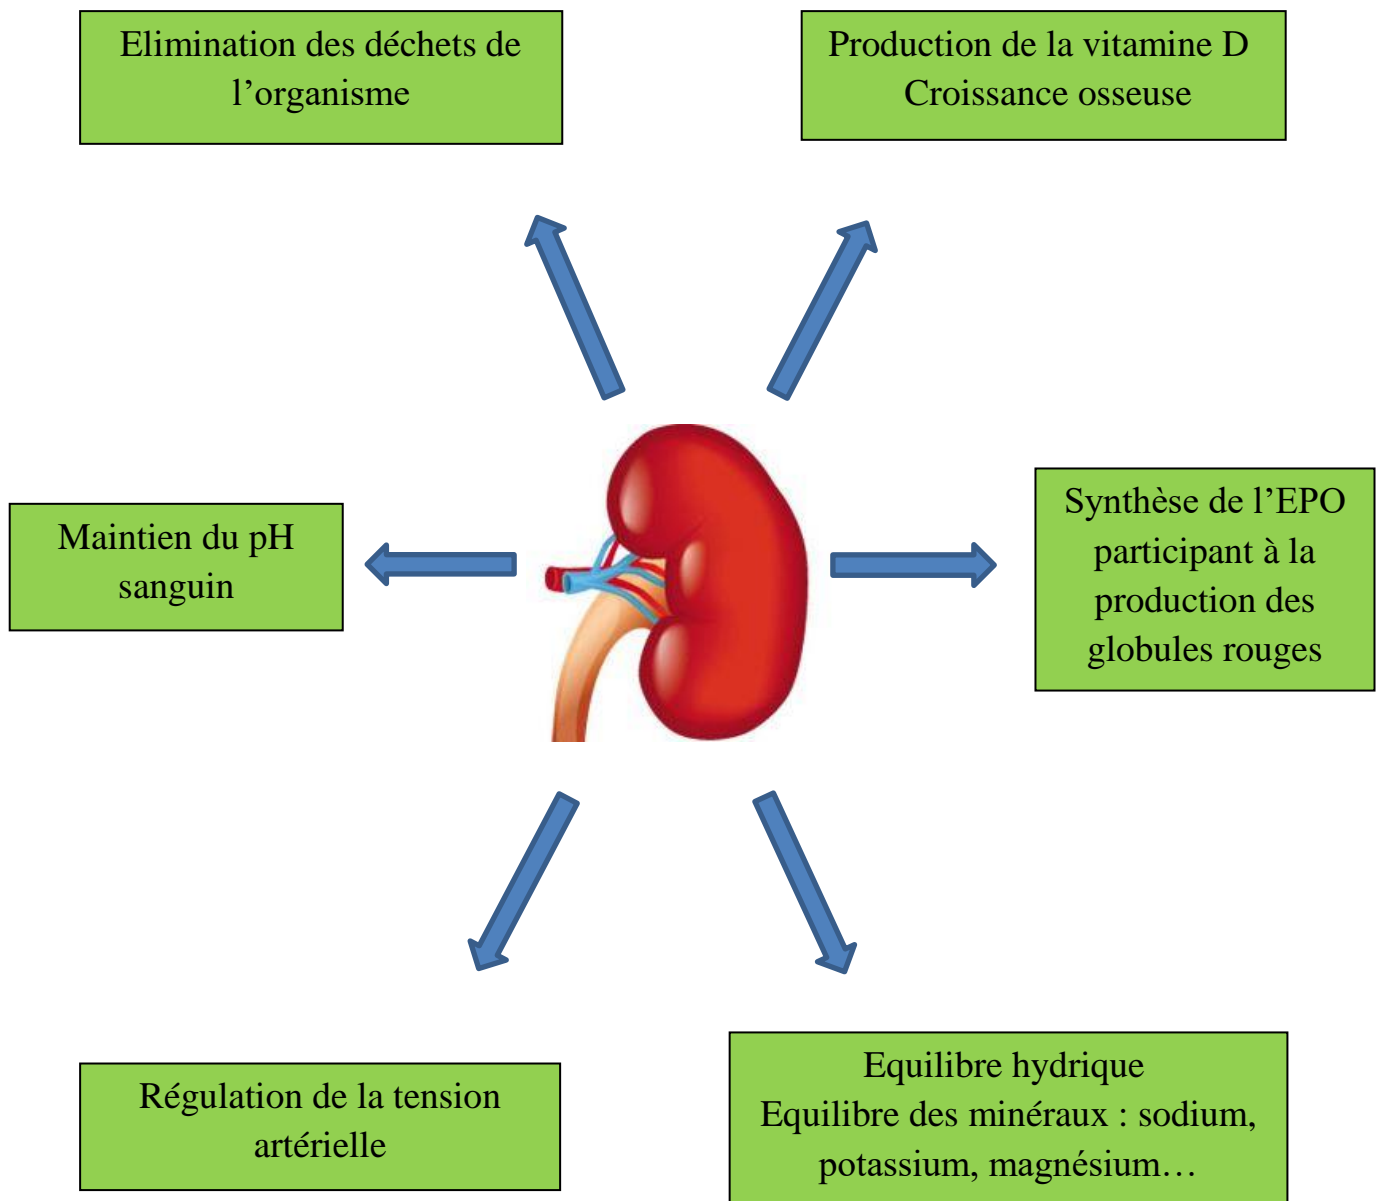 Elimination des déchets de
l’organisme
Production de la vitamine D
Croissance osseuse
Maintien du pH
sanguin
Synthèse de l’EPO
participant à la
production des
globules rouges
Régulation de la tension
artérielle
Equilibre hydrique
Equilibre des minéraux : sodium,
potassium, magnésium…